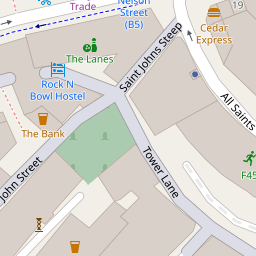 Trade
Nelson
Street
(B5)
19
Cedar
Express
The Lanes
Saint Johns Steep
Rock N
Bowl Hostel
All Saints
The Bank
John Street
Tower Lane
F45